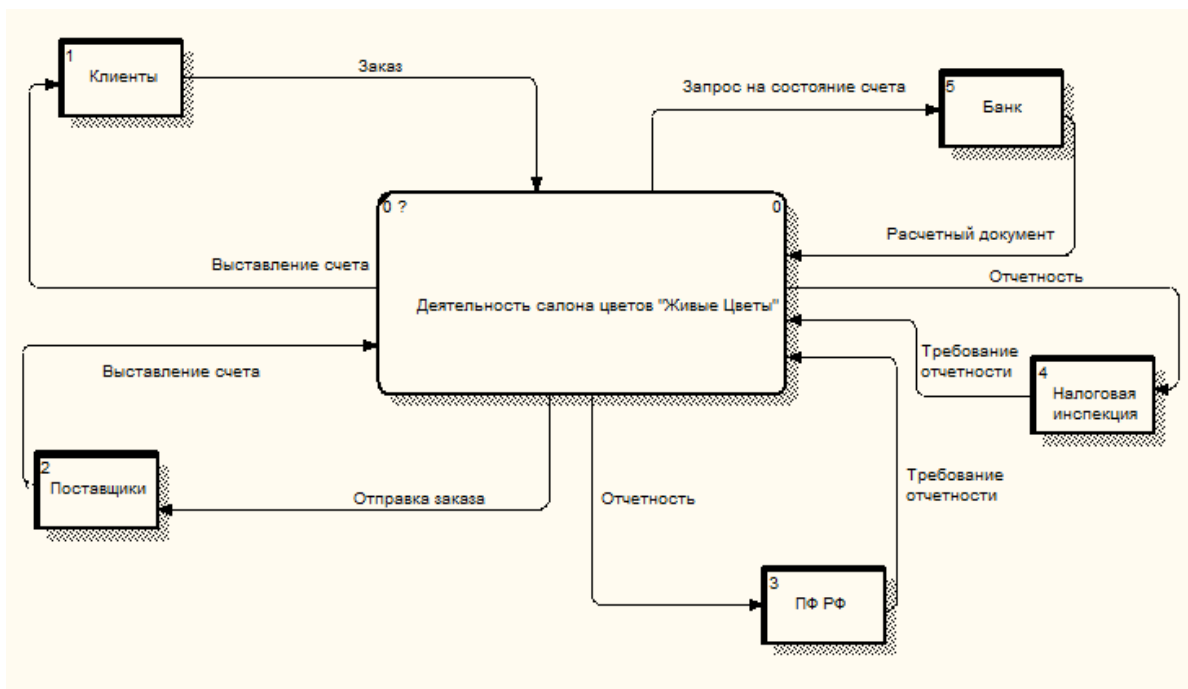 1
Клиенты
Заказ
Запрос на состояние счета
5
Банк
0 ?
0
Расчетный документ
Выставление счета
Отчетность
Деятельность салона цветов "Живые Цветы"
Выставление счета
Требование
отчетности
4
Налоговая
инспекция
2
Поставщики
Отправка заказа
Отчетность
Требование
отчетности
3
ПФ РФ